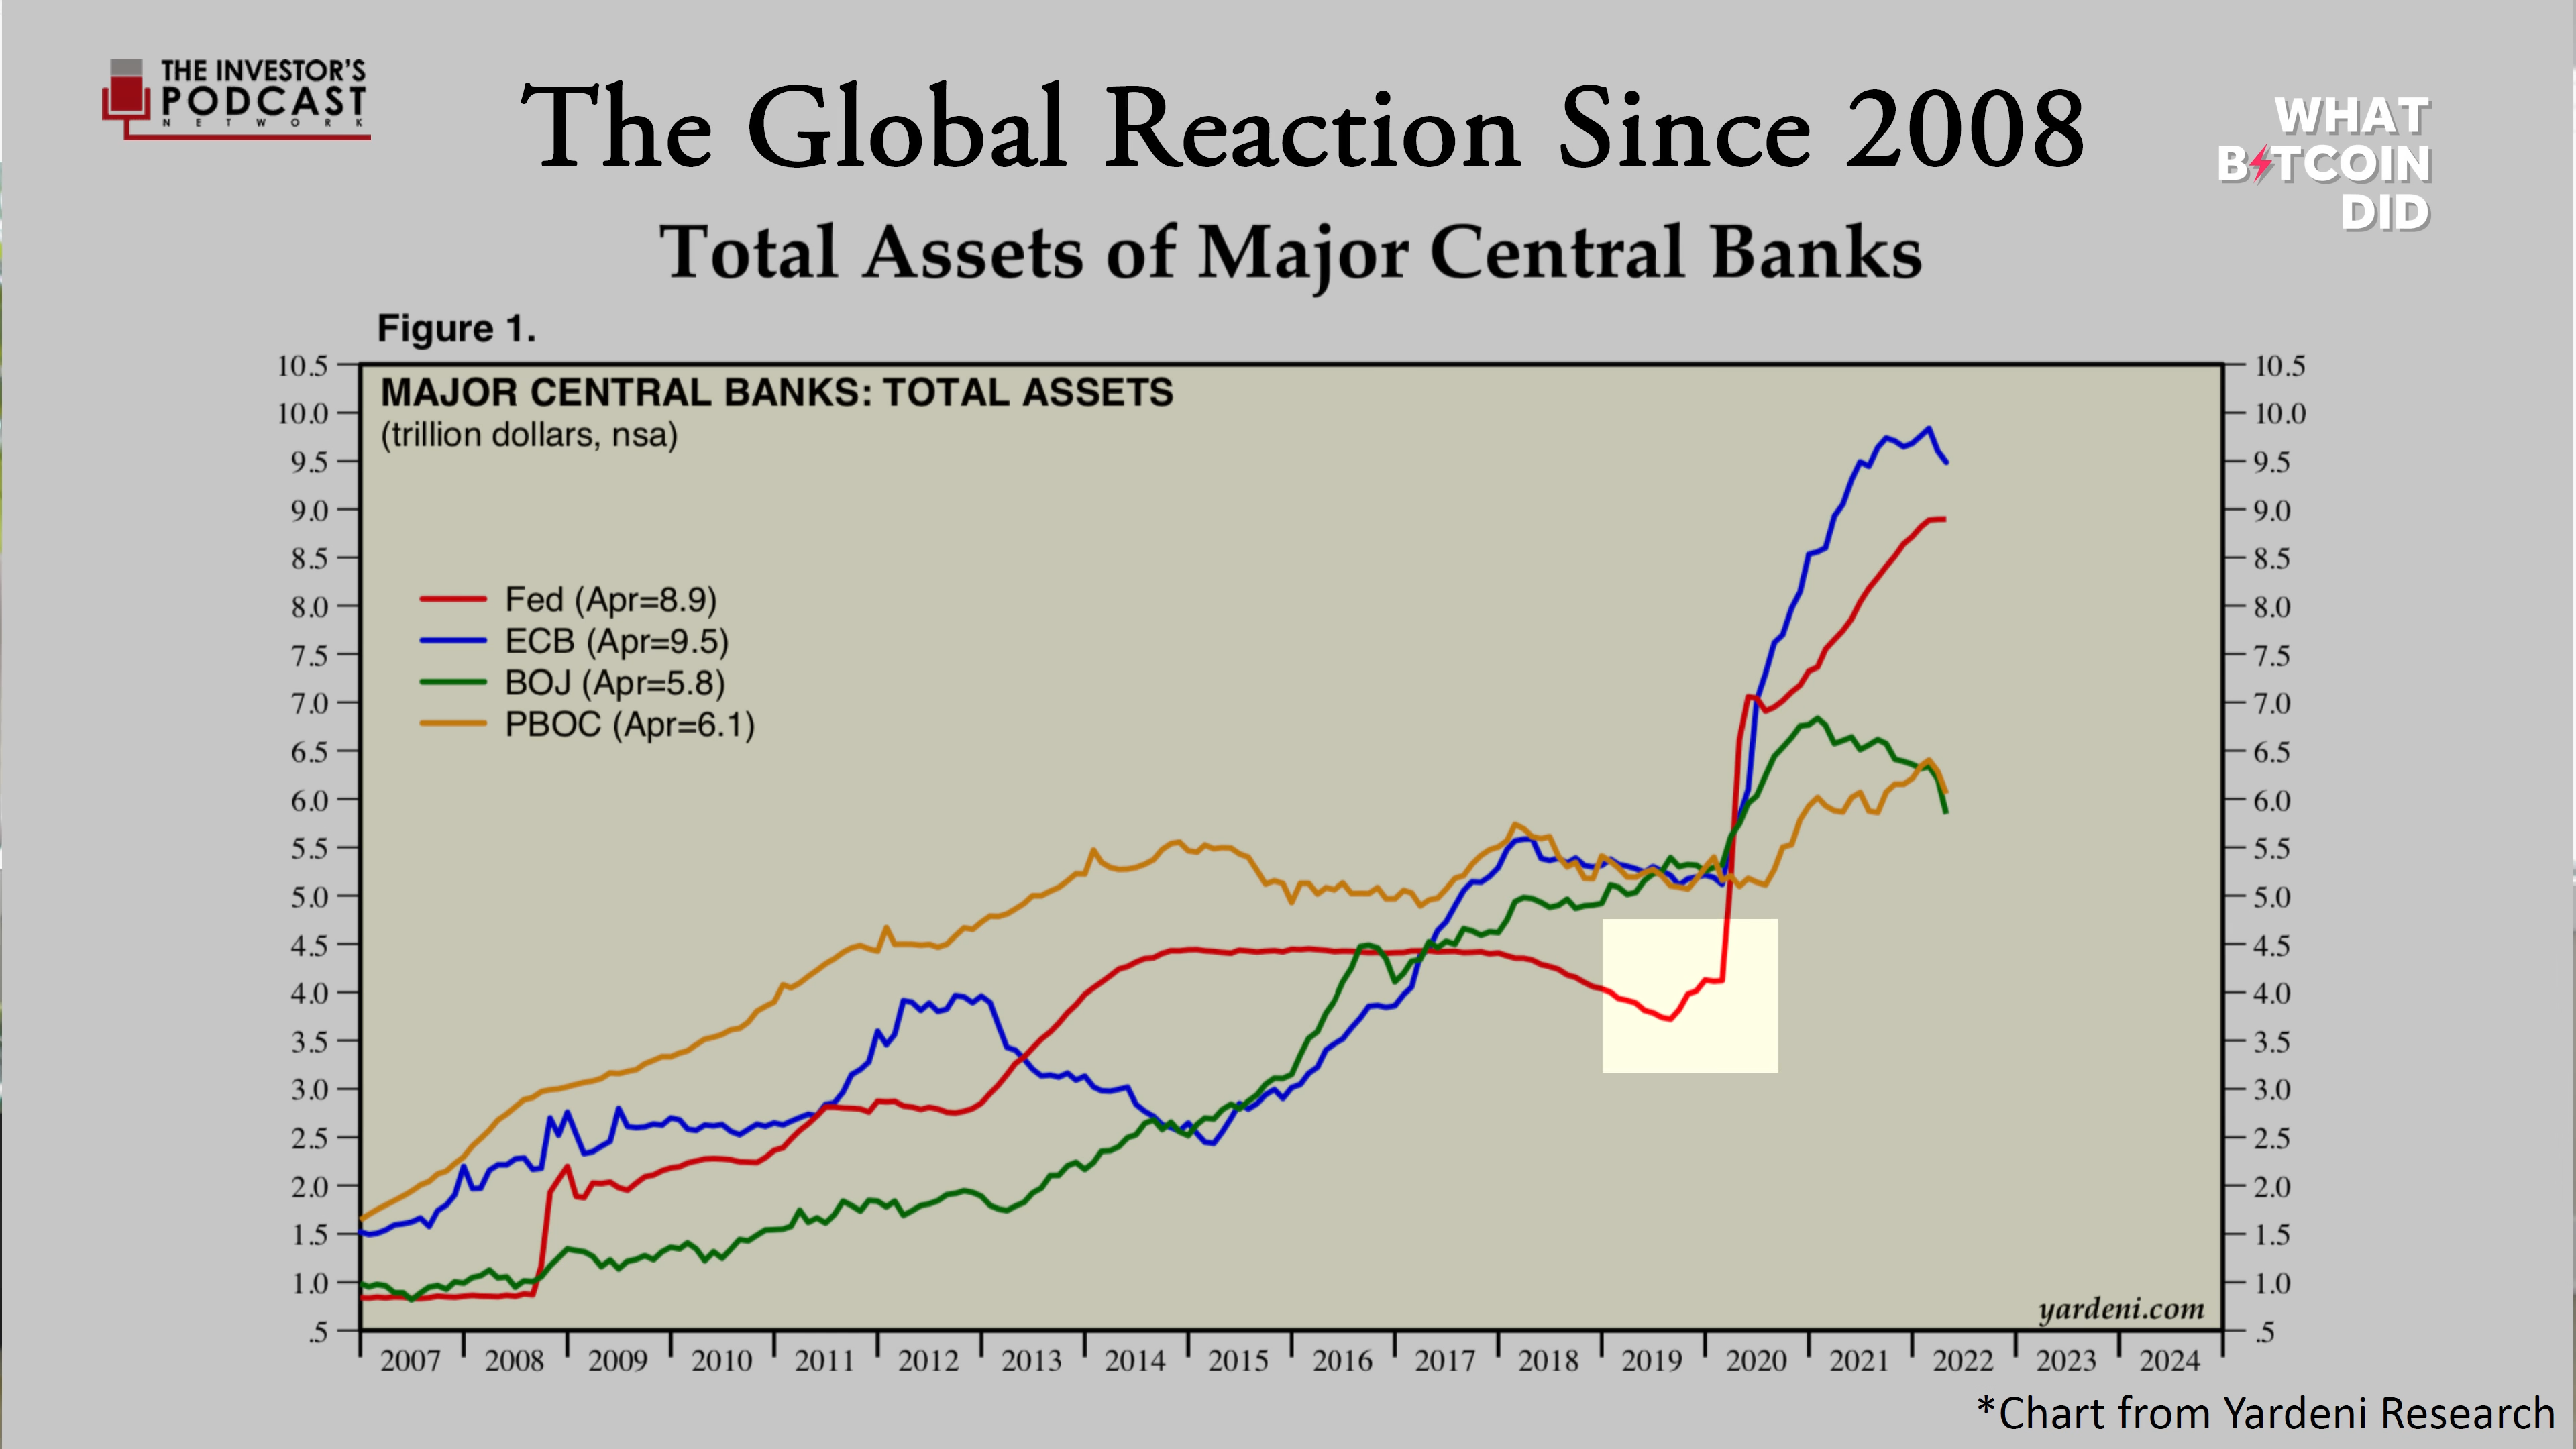 THE INVESTOR'S
PODCAST
NETWORK
The Global Reaction Since 2008
WHAT
BTCOIN
DID
Total Assets of Major Central Banks
Figure 1.
MAJOR CENTRAL BANKS: TOTAL ASSETS
(trillion dollars, nsa)
10.5
10.0
9.5
9.0
8.5
8.0
7.5
7.0
6.5
6.0
5.5
5.0
4.5
4.0
3.5
3.0
2.5
2.0
1.5
1.0
.5
Fed (Apr=8.9)
ECB (Apr=9.5)
BOJ (Apr=5.8)
PBOC (Apr=6.1)
10.5
10.0
9.5
9.0
8.5
8.0
7.5
7.0
6.5
6.0
5.5
5.0
4.5
4.0
3.5
3.0
2.5
2.0
1.5
1.0
.5
yardeni.com
2007 2008 2009 2010 2011 2012 2013 2014 2015 2016 2017 2018 2019 2020 2021 2022 2023 2024
*Chart from Yardeni Research